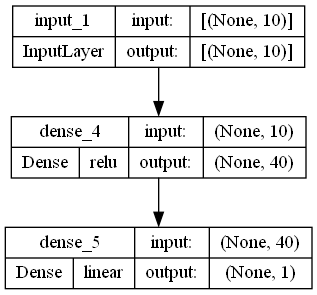 input_1 input: [(None, 10)]
InputLayer output: [(None, 10)]
dense_4 input: (None, 10)
Dense relu output: (None, 40)
dense_5 input: (None, 40)
Dense linear output: (None, 1)